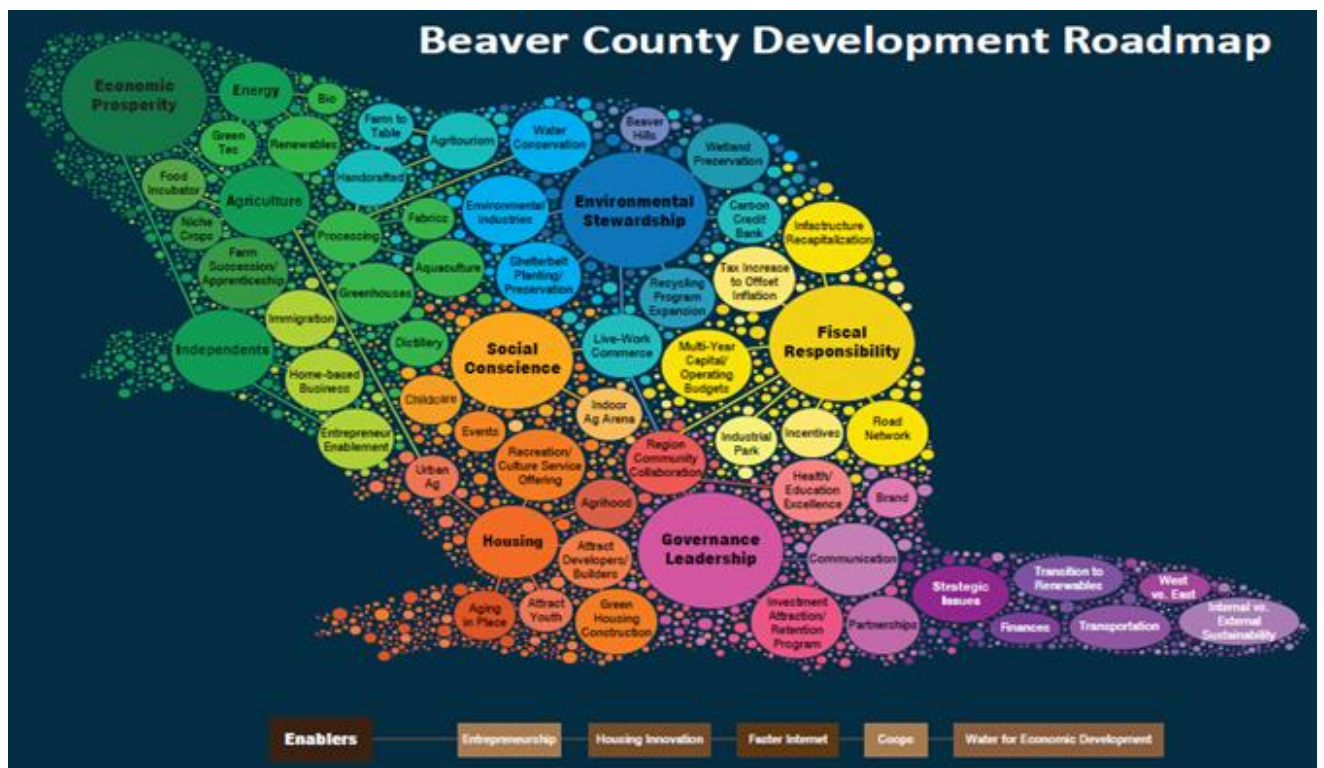 Beaver County Development Roadmap
Economic
Prosperity
Energy
Bio
Green
Tec
Renewables
Farm to
Table
Agritourism
Water
Conservation
Beaver
Hills
Wetland
Preservation
Food
Incubator
Agriculture
Handcrafted
Environmental
Industries
Environmental
Stewardship
Carbon
Credit
Bank
Infastructure
Recapitalization
Niche
Crops
Processing
Fabrics
Farm
Succession/
Apprenticeship
Greenhouses
Aquaculture
Shelterbelt
Planting/
Preservation
Recycling
Program
Expansion
Tax Increase
to Offset
Inflation
Immigration
Independents
Distillery
Social
Conscience
Live-Work
Commerce
Multi-Year
Capital/
Operating
Budgets
Fiscal
Responsibility
Home-based
Business
Childcare
Events
Indoor
Ag Arena
Industrial
Park
Incentives
Road
Network
Entrepreneur
Enablement
Urban
Ag
Recreation/
Culture Service
Offering
Region
Community
Collaboration
Health/
Education
Excellence
Brand
Agrihood
Housing
Attract
Developers/
Builders
Governance
Leadership
Communication
Strategic
Issues
Transition to
Renewables
West
vs. East
Aging
in Place
Attract
Youth
Green
Housing
Construction
Investment
Attraction/
Retention
Program
Partnerships
Finances
Transportation
Internal vs.
External
Sustainability
Enablers
Entrepreneurship
Housing Innovation
Faster Internet
Coops
Water for Economic Development